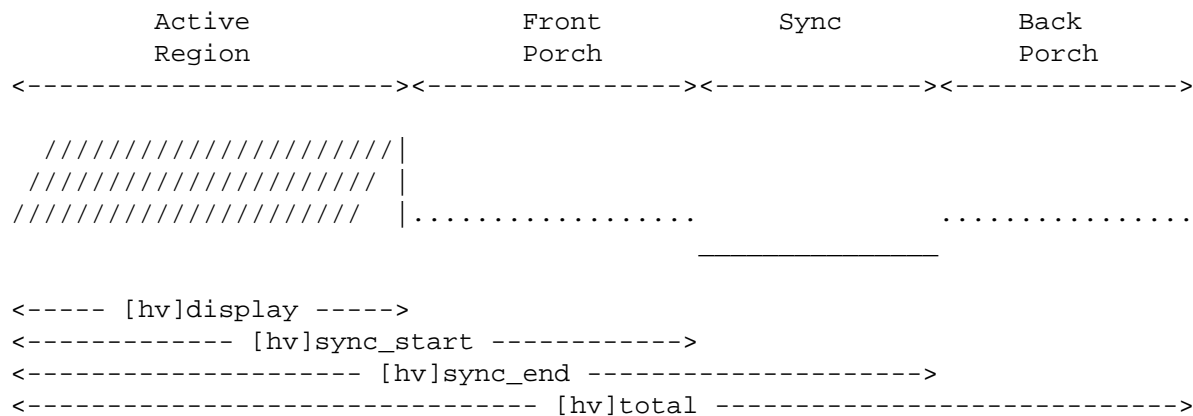 Active Front Sync Back
Region Porch Porch
<-----------------------><----------------><-------------><-------------->
//////////////////////|
////////////////////// |
////////////////////// |.................. ................
_______________
<----- [hv]display ----->
<------------- [hv]sync_start ------------>
<--------------------- [hv]sync_end --------------------->
<-------------------------------- [hv]total ----------------------------->